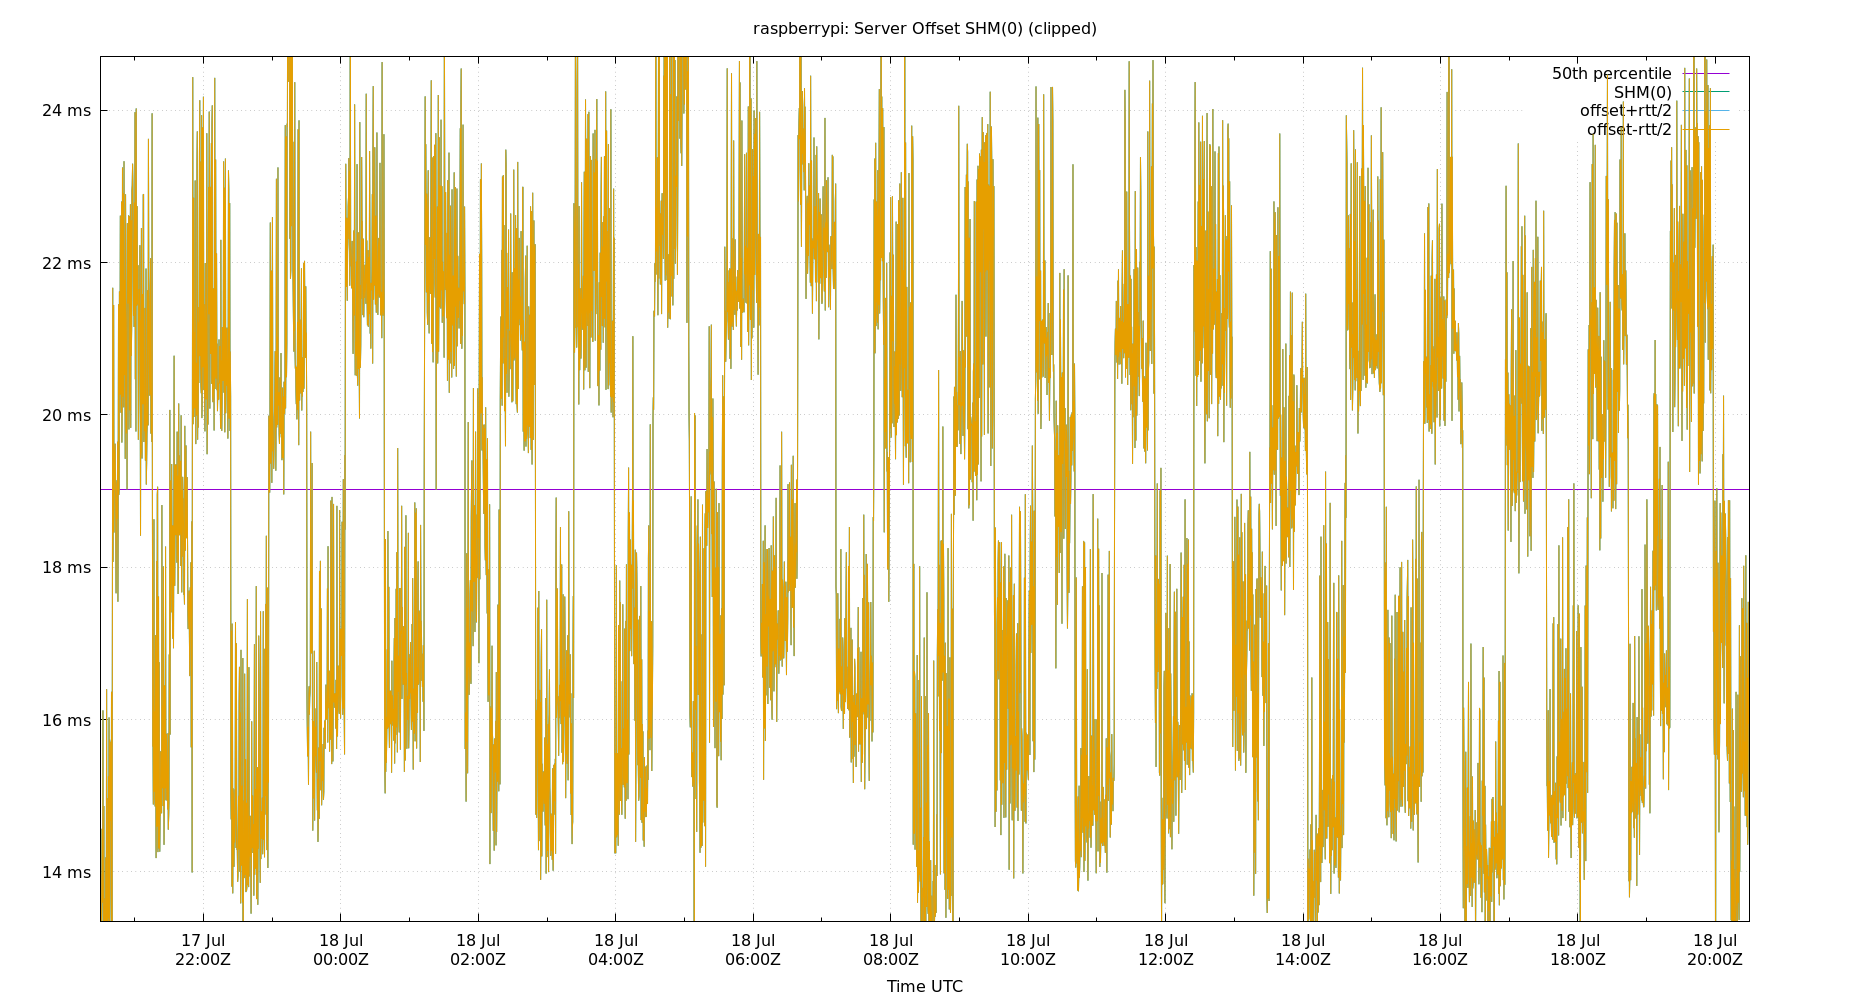 raspberrypi: Server Offset SHM(0) (clipped)
50th percentile
SHM(0)
offset+rtt/2
offset-rtt/2
24 ms
22 ms
20 ms
18 ms
16 ms
14 ms
17 Jul 18 Jul 18 Jul 18 Jul 18 Jul 18 Jul 18 Jul 18 Jul 18 Jul 18 Jul 18 Jul 18 Jul
22:00Z 00:00Z 02:00Z 04:00Z 06:00Z 08:00Z 10:00Z 12:00Z 14:00Z 16:00Z 18:00Z 20:00Z
Time UTC